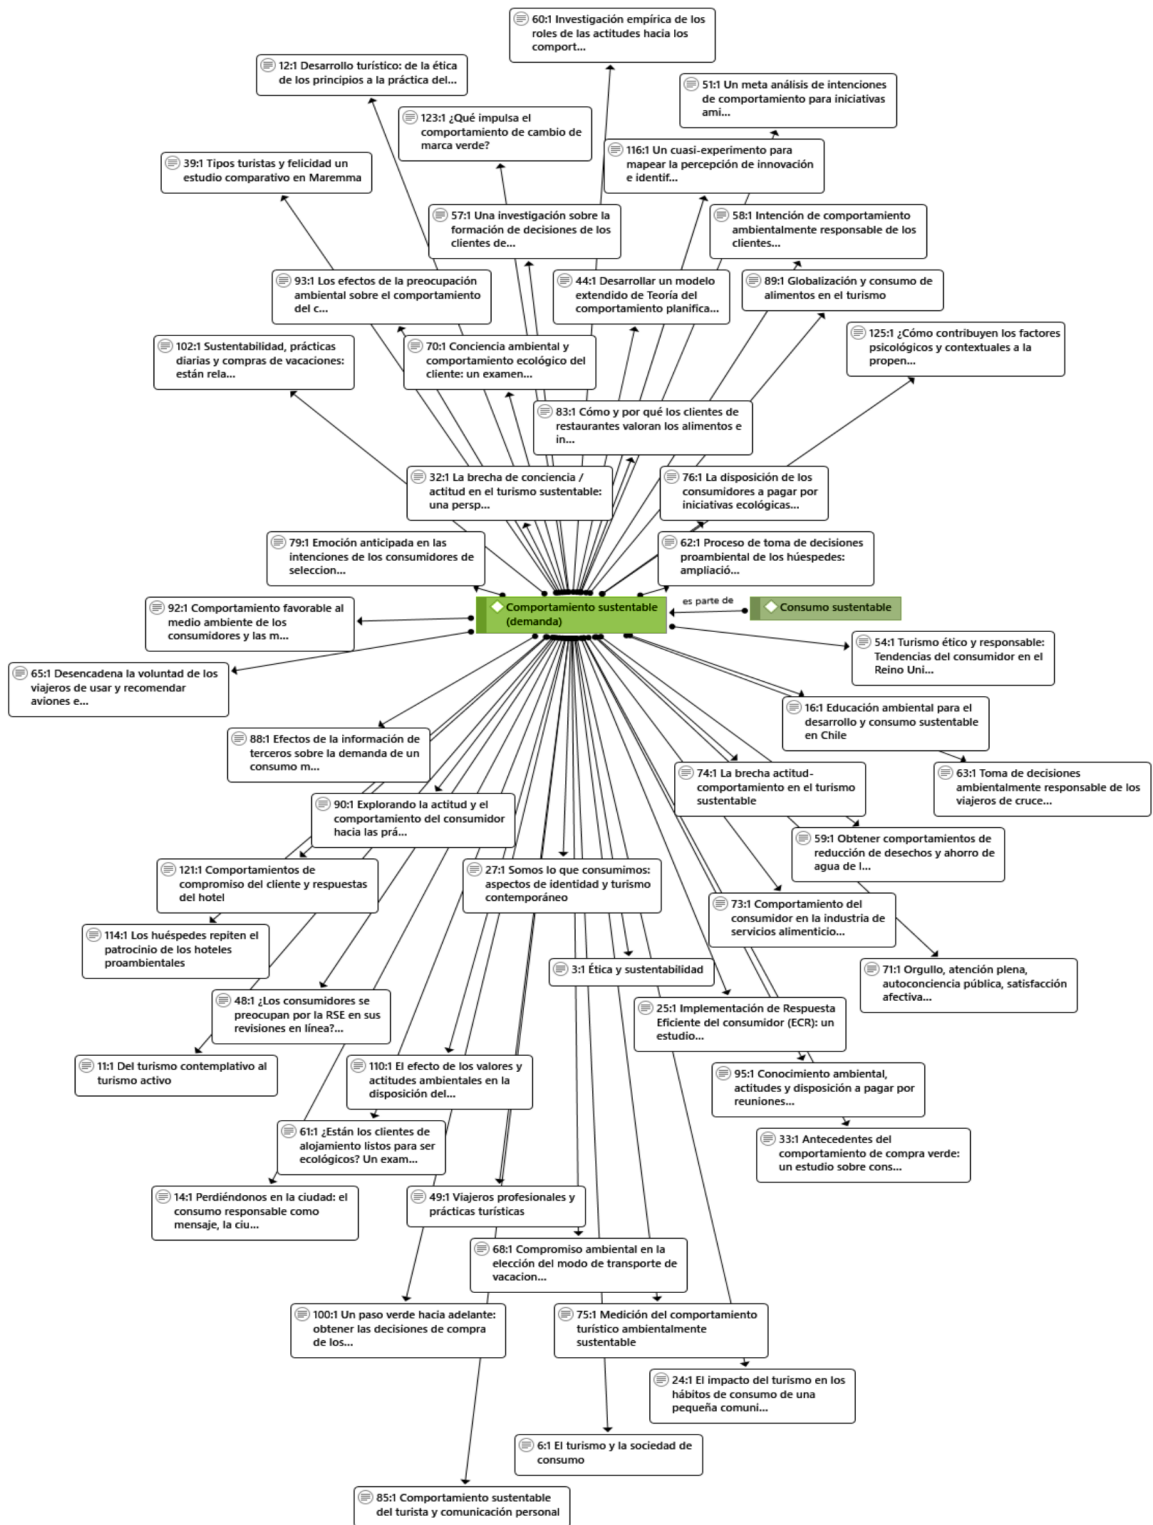 60:1 Investigación empírica de los
roles de las actitudes hacia los
comport...
12:1 Desarrollo turístico: de la ética
de los principios a la práctica del...
51:1 Un meta análisis de intenciones
de comportamiento para iniciativas
ami...
123:1 ¿Qué impulsa el
comportamiento de cambio de
marca verde?
116:1 Un cuasi-experimento para
mapear la percepción de innovación
e identif...
39:1 Tipos turistas y felicidad un
estudio comparativo en Maremma
57:1 Una investigación sobre la
formación de decisiones de los
clientes de...
58:1 Intención de comportamiento
ambientalmente responsable de los
clientes...
93:1 Los efectos de la preocupación
ambiental sobre el comportamiento
del c...
44:1 Desarrollar un modelo
extendido de Teoría del
comportamiento planifica...
89:1 Globalización y consumo de
alimentos en el turismo
125:1 ¿Cómo contribuyen los factores
psicológicos y contextuales a la
propen...
102:1 Sustentabilidad, prácticas
diarias y compras de vacaciones:
están rela...
70:1 Conciencia ambiental y
comportamiento ecológico del
cliente: un examen...
83:1 Cómo y por qué los clientes de
restaurantes valoran los alimentos e
in...
32:1 La brecha de conciencia /
actitud en el turismo sustentable:
una persp...
76:1 La disposición de los
consumidores a pagar por
iniciativas ecológicas...
79:1 Emoción anticipada en las
intenciones de los consumidores de
seleccion...
62:1 Proceso de toma de decisiones
proambiental de los húespedes:
ampliació...
92:1 Comportamiento favorable al
medio ambiente de los
consumidores y las m...
Comportamiento sustentable
(demanda)
es parte de
Consumo sustentable
54:1 Turismo ético y responsable:
Tendencias del consumidor en el
Reino Uni...
65:1 Desencadena la voluntad de los
viajeros de usar y recomendar
aviones e...
16:1 Educación ambiental para el
desarrollo y consumo sustentable
en Chile
88:1 Efectos de la información de
terceros sobre la demanda de un
consumo m...
74:1 La brecha actitud-
comportamiento en el turismo
sustentable
63:1 Toma de decisiones
ambientalmente responsable de los
viajeros de cruce...
90:1 Explorando la actitud y el
comportamiento del consumidor
hacia las prá...
59:1 Obtener comportamientos de
reducción de desechos y ahorro de
agua de l...
121:1 Comportamientos de
compromiso del cliente y respuestas
del hotel
27:1 Somos lo que consumimos:
aspectos de identidad y turismo
contemporáneo
73:1 Comportamiento del
consumidor en la industria de
servicios alimenticio...
114:1 Los huéspedes repiten el
patrocinio de los hoteles
proambientales
3:1 Ética y sustentabilidad
71:1 Orgullo, atención plena,
autoconciencia pública, satisfacción
afectiva...
48:1 ¿Los consumidores se
preocupan por la RSE en sus
revisiones en línea?...
25:1 Implementación de Respuesta
Eficiente del consumidor (ECR): un
estudio...
11:1 Del turismo contemplativo al
turismo activo
110:1 El efecto de los valores y
actitudes ambientales en la
disposición del...
95:1 Conocimiento ambiental,
actitudes y disposición a pagar por
reuniones...
61:1 ¿Están los clientes de
alojamiento listos para ser
ecológicos? Un exam...
33:1 Antecedentes del
comportamiento de compra verde:
un estudio sobre cons...
14:1 Perdiéndonos en la ciudad: el
consumo responsable como
mensaje, la ciu...
49:1 Viajeros profesionales y
prácticas turísticas
68:1 Compromiso ambiental en la
elección del modo de transporte de
vacacion...
100:1 Un paso verde hacia adelante:
obtener las decisiones de compra
de los...
75:1 Medición del comportamiento
turístico ambientalmente
sustentable
24:1 El impacto del turismo en los
hábitos de consumo de una
pequeña comuni...
6:1 El turismo y la sociedad de
consumo
85:1 Comportamiento sustentable
del turista y comunicación personal